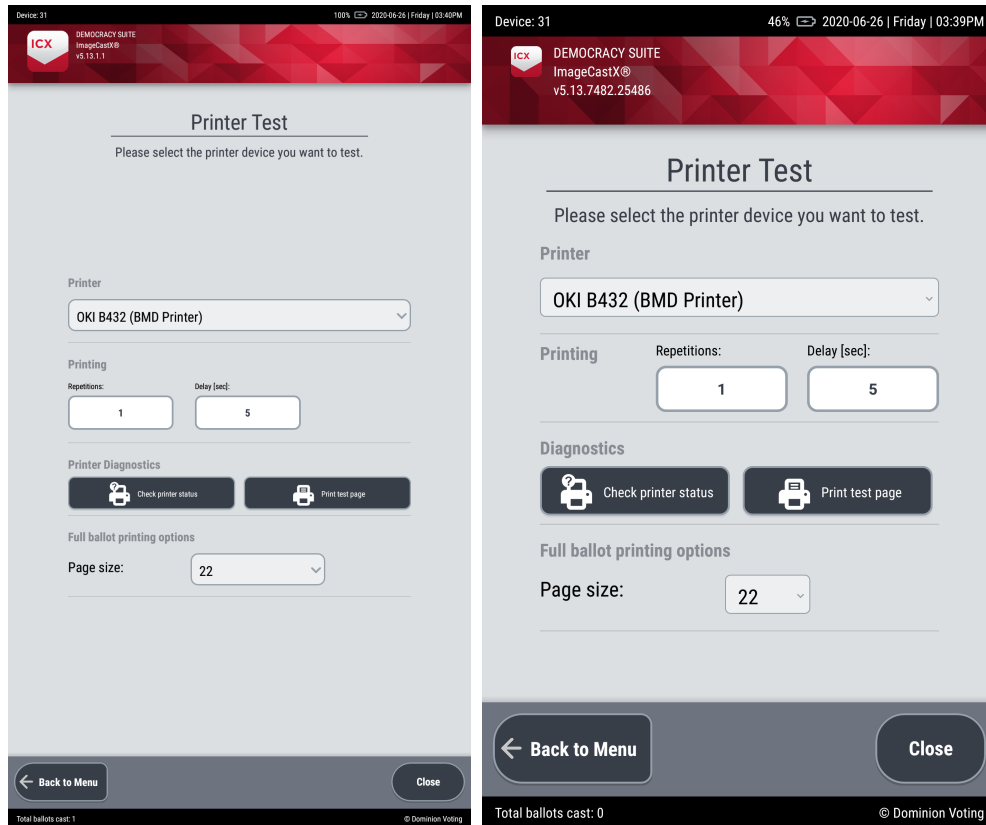 Device: 31 100% 2020-06-26 | Friday | 03:40PM
ICX
DEMOCRACY SUITE
ImageCastX®
v5.13.1.1
Printer Test
Please select the printer device you want to test.
Printer
OKI B432 (BMD Printer)
Printing
Repetitions: Delay [sec]:
1 5
Printer Diagnostics
Check printer status Print test page
Full ballot printing options
Page size: 22
Back to Menu Close
Total ballots cast: 1 © Dominion Voting
Device: 31 46% 2020-06-26 | Friday | 03:39PM
ICX
DEMOCRACY SUITE
ImageCastX®
v5.13.7482.25486
Printer Test
Please select the printer device you want to test.
Printer
OKI B432 (BMD Printer)
Printing Repetitions: Delay [sec]:
1 5
Diagnostics
Check printer status Print test page
Full ballot printing options
Page size: 22
Back to Menu Close
Total ballots cast: 0 © Dominion Voting